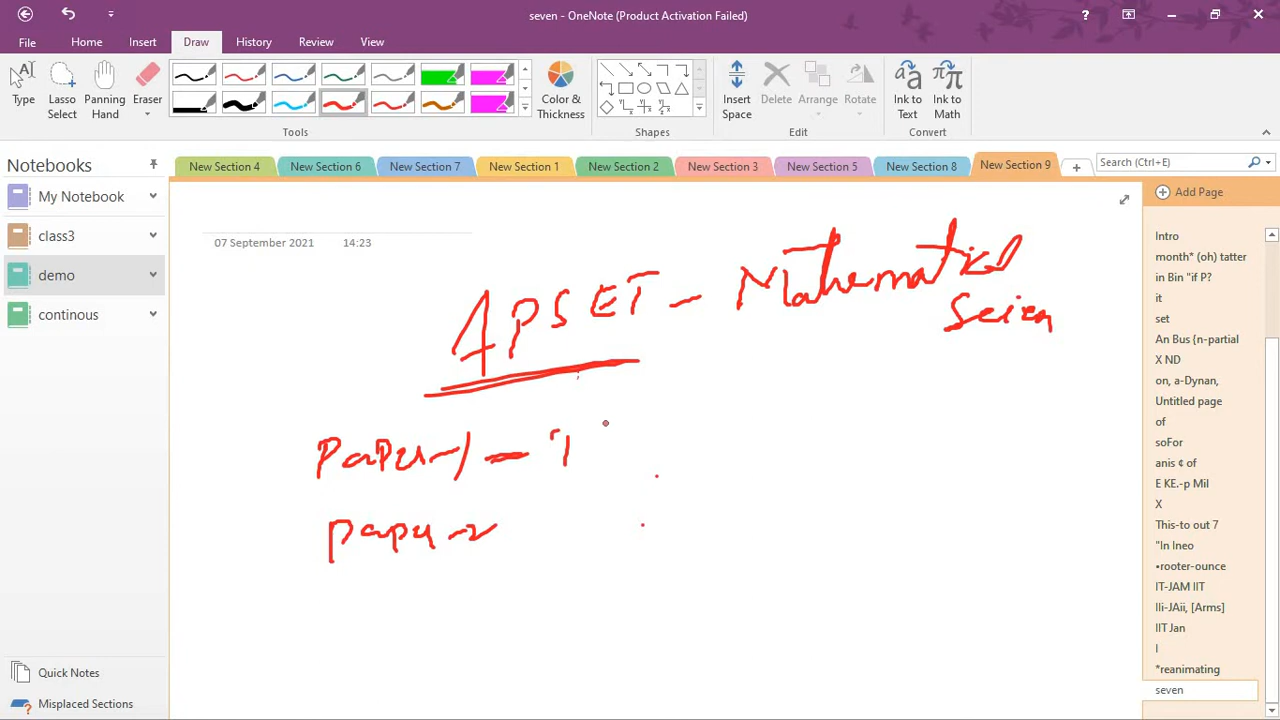 seven - OneNote (Product Activation Failed)
File Home Insert Draw History Review View
Type
Lasso Select
Panning Hand
Eraser
Color & Thickness
Insert Space
Delete
Arrange
Rotate
Ink to Text
Ink to Math
Tools
Shapes
Edit
Convert
Notebooks
My Notebook
class3
demo
continous
Quick Notes
Misplaced Sections
New Section 4 New Section 6 New Section 7 New Section 1 New Section 2 New Section 3 New Section 5 New Section 8 New Section 9
Search (Ctrl+E)
07 September 2021 14:23
APSET - Mathematical
Scien
Paper-1 -
Paper-2
Add Page
Intro
month* (oh) tatter
in Bin "if P?
it
set
An Bus {n-partial
X ND
on, a-Dynan,
Untitled page
of
soFor
anis ¢ of
E KE.-p Mil
X
This-to out 7
"In Ineo
•rooter-ounce
IT-JAM IIT
IIi-JAii, [Arms]
IIT Jan
I
*reanimating
seven